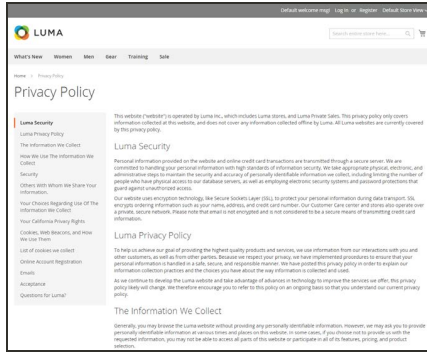 Default welcome msg! Log In or Register Default Store View
LUMA
Search entire store here...
What's New Women Men Gear Training Sale
Home > Privacy Policy
Privacy Policy
Luma Security
Luma Privacy Policy
The Information We Collect
How We Use The Information We
Collect
Security
Others With Whom We Share Your
Information
Your Choices Regarding Use Of The
Information We Collect
Your California Privacy Rights
Cookies, Web Beacons, and How
We Use Them
List of cookies we collect
Online Account Registration
Emails
Acceptance
Questions for Luma?
This website ("website") is operated by Luma Inc., which includes Luma stores, and Luma Private Sales. This privacy policy only covers
information collected at this website, and does not cover any information collected offline by Luma. All Luma websites are currently covered
by this privacy policy.
Luma Security
Personal information provided on the website and online credit card transactions are transmitted through a secure server. We are
committed to handling your personal information with high standards of information security. We take appropriate physical, electronic, and
administrative steps to maintain the security and accuracy of personally identifiable information we collect, including limiting the number of
people who have physical access to our database servers, as well as employing electronic security systems and password protections that
guard against unauthorized access.
Our website uses encryption technology, like Secure Sockets Layer (SSL), to protect your personal information during data transport. SSL
encrypts ordering information such as your name, address, and credit card number. Our Customer Care center and stores also operate over
a private, secure network. Please note that email is not encrypted and is not considered to be a secure means of transmitting credit card
information.
Luma Privacy Policy
To help us achieve our goal of providing the highest quality products and services, we use information from our interactions with you and
other customers, as well as from other parties. Because we respect your privacy, we have implemented procedures to ensure that your
personal information is handled in a safe, secure, and responsible manner. We have posted this privacy policy in order to explain our
information collection practices and the choices you have about the way information is collected and used.
As we continue to develop the Luma website and take advantage of advances in technology to improve the services we offer, this privacy
policy likely will change. We therefore encourage you to refer to this policy on an ongoing basis so that you understand our current privacy
policy.
The Information We Collect
Generally, you may browse the Luma website without providing any personally identifiable information. However, we may ask you to provide
personally identifiable information at various times and places on this website. In some cases, if you choose not to provide us with the
requested information, you may not be able to access all parts of this website or participate in all of its features, pricing, and product
selection.